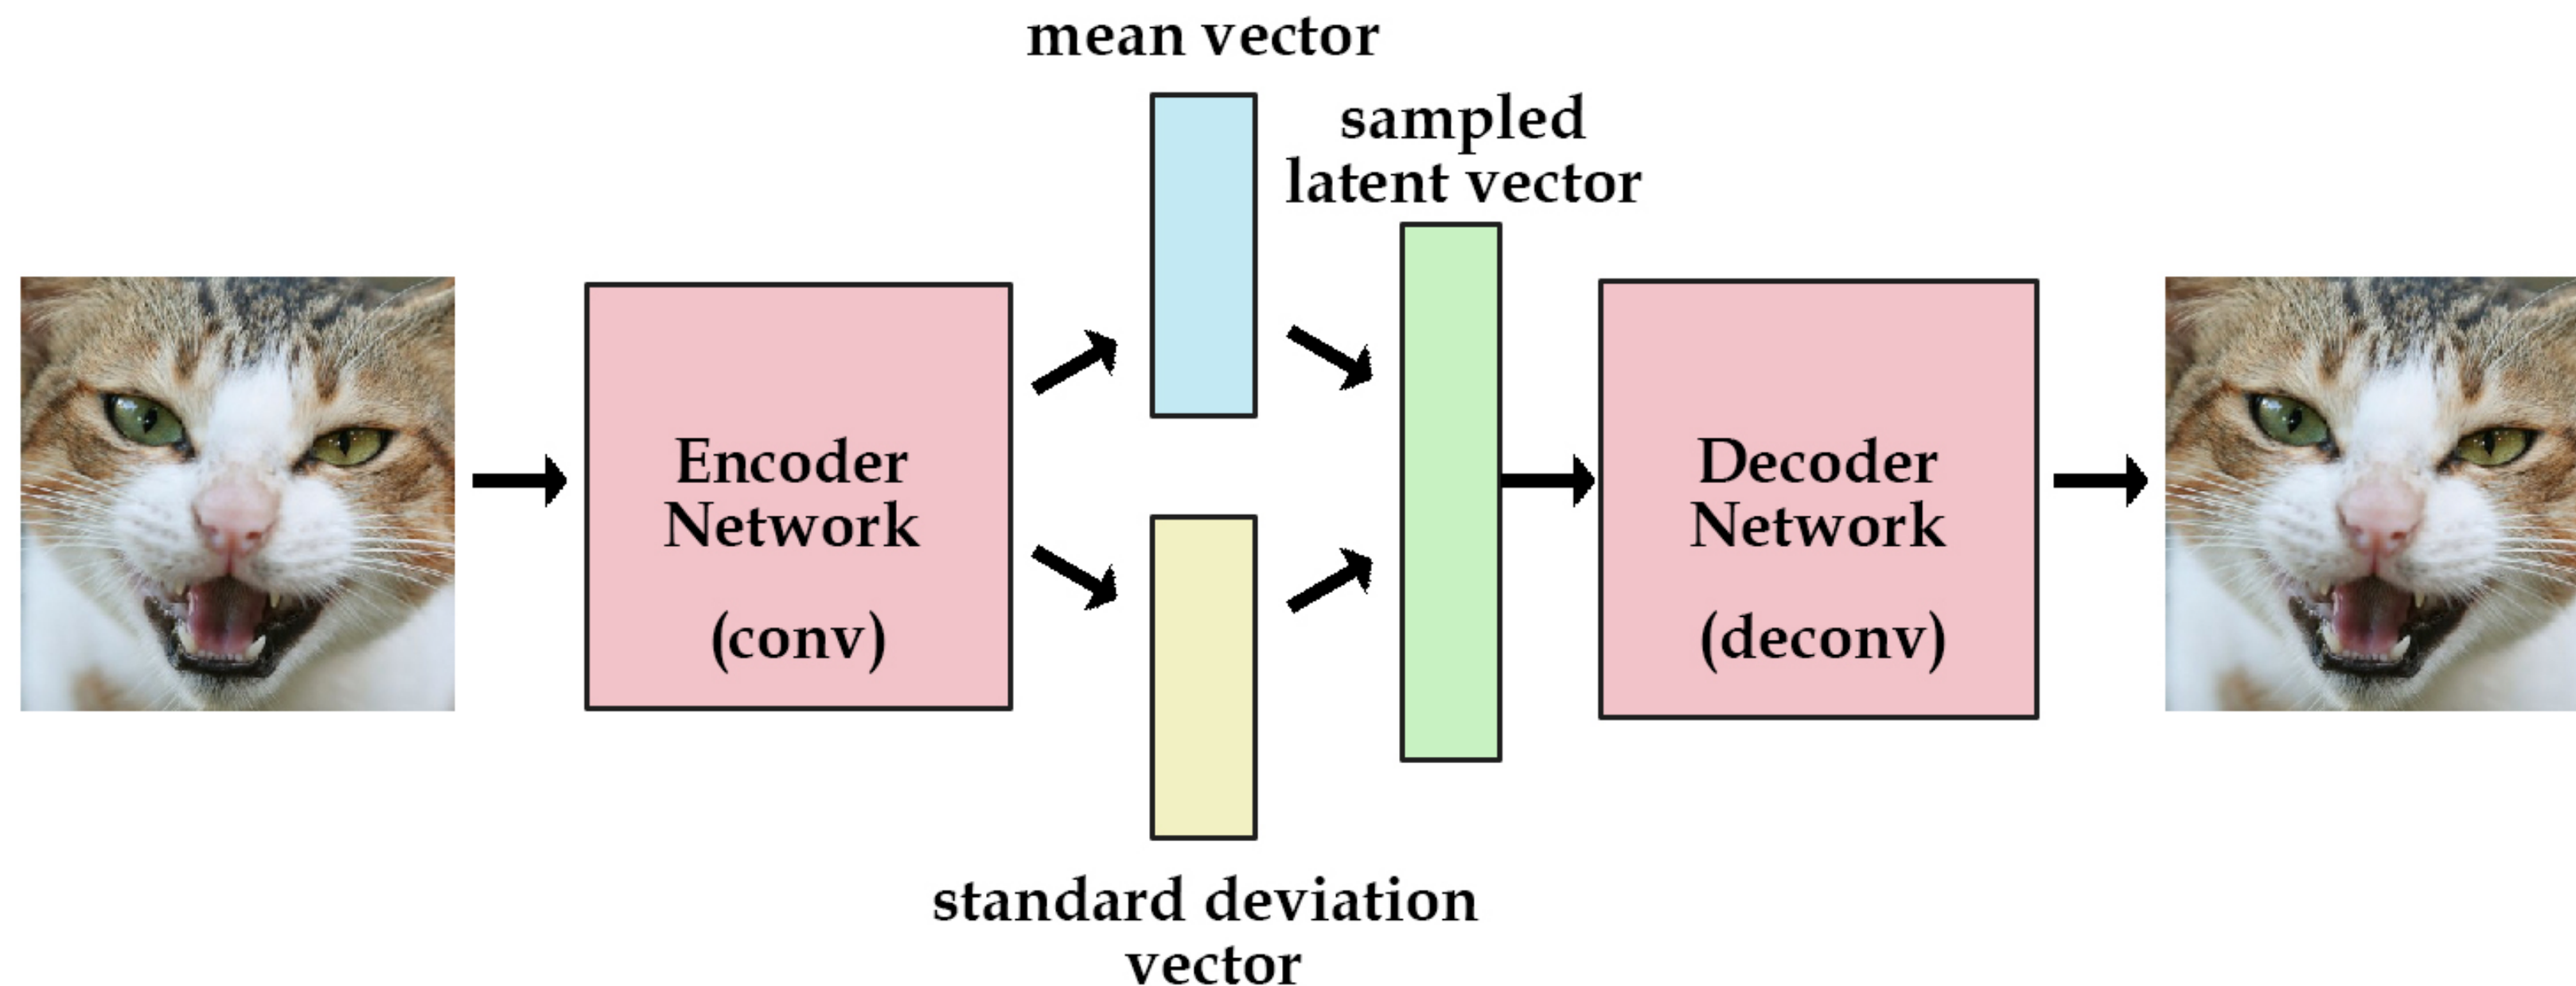 mean vector
sampled
latent vector
Encoder
Network
(conv)
Decoder
Network
(deconv)
standard deviation
vector